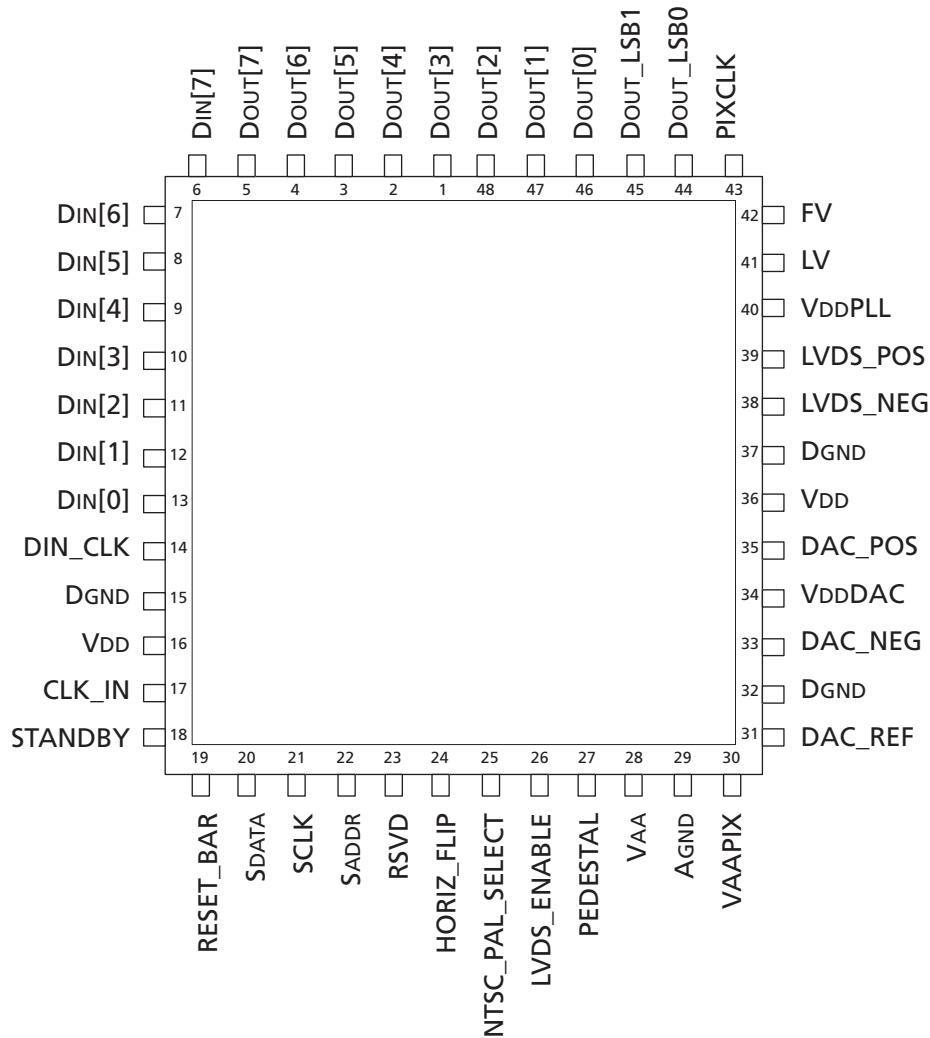 DIN[7] DOUT[7] DOUT[6] DOUT[5] DOUT[4] DOUT[3] DOUT[2] DOUT[1] DOUT[0] DOUT_LSB1 DOUT_LSB0 PIXCLK
6 5 4 3 2 1 48 47 46 45 44 43
DIN[6] 7
DIN[5] 8
DIN[4] 9
DIN[3] 10
DIN[2] 11
DIN[1] 12
DIN[0] 13
DIN_CLK 14
DGND 15
VDD 16
CLK_IN 17
STANDBY 18
42 FV
41 LV
40 VDDPLL
39 LVDS_POS
38 LVDS_NEG
37 DGND
36 VDD
35 DAC_POS
34 VDDDAC
33 DAC_NEG
32 DGND
31 DAC_REF
19 20 21 22 23 24 25 26 27 28 29 30
RESET_BAR SDATA SCLK SADDR RSVD HORIZ_FLIP NTSC_PAL_SELECT LVDS_ENABLE PEDESTAL VAA AGND VAAPIX